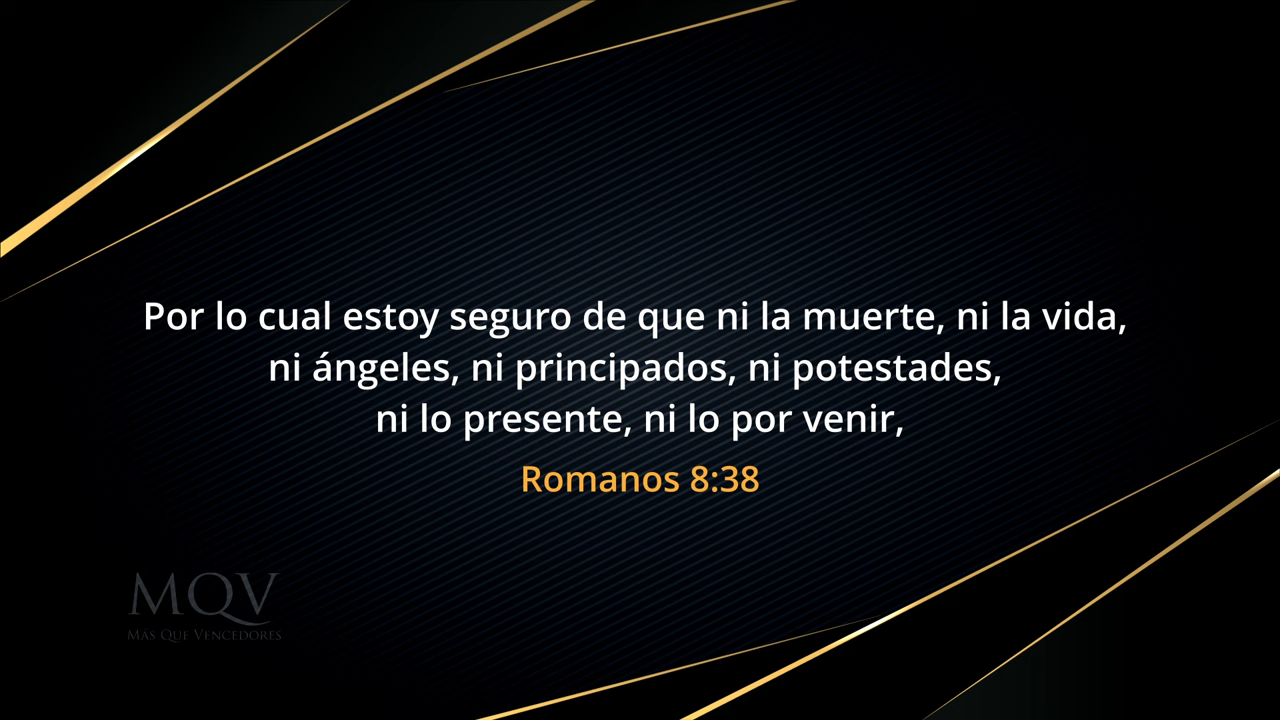 Por lo cual estoy seguro de que ni la muerte, ni la vida,
ni ángeles, ni principados, ni potestades,
ni lo presente, ni lo por venir,
Romanos 8:38
MQV
Más Que Vencedores